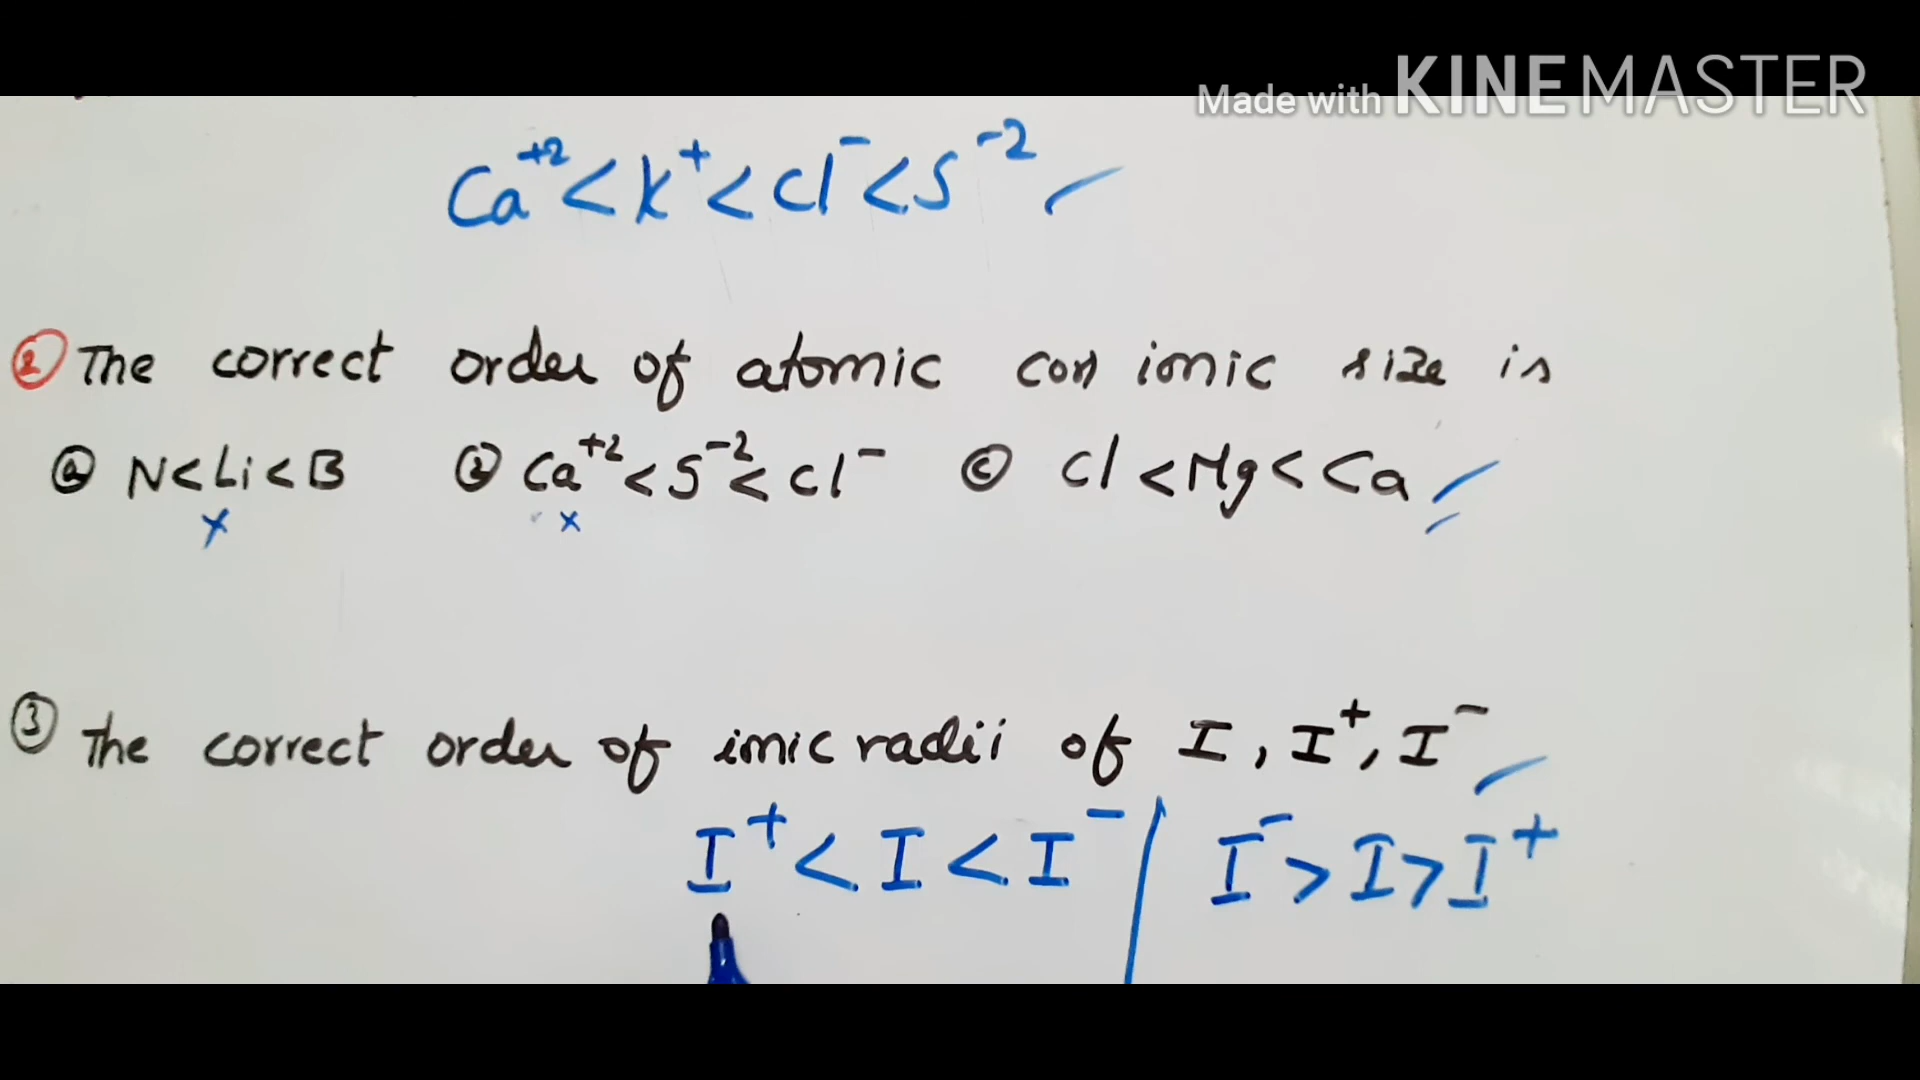 Made with KINEMASTER
Ca+2 < K+ < Cl- < S-2
2 The correct order of atomic (or) ionic size is
a N < Li < B b Ca+2 < S-2 < Cl- c Cl < Mg < Ca
3 The correct order of ionic radii of I, I+, I-
I+ < I < I- / I- > I > I+